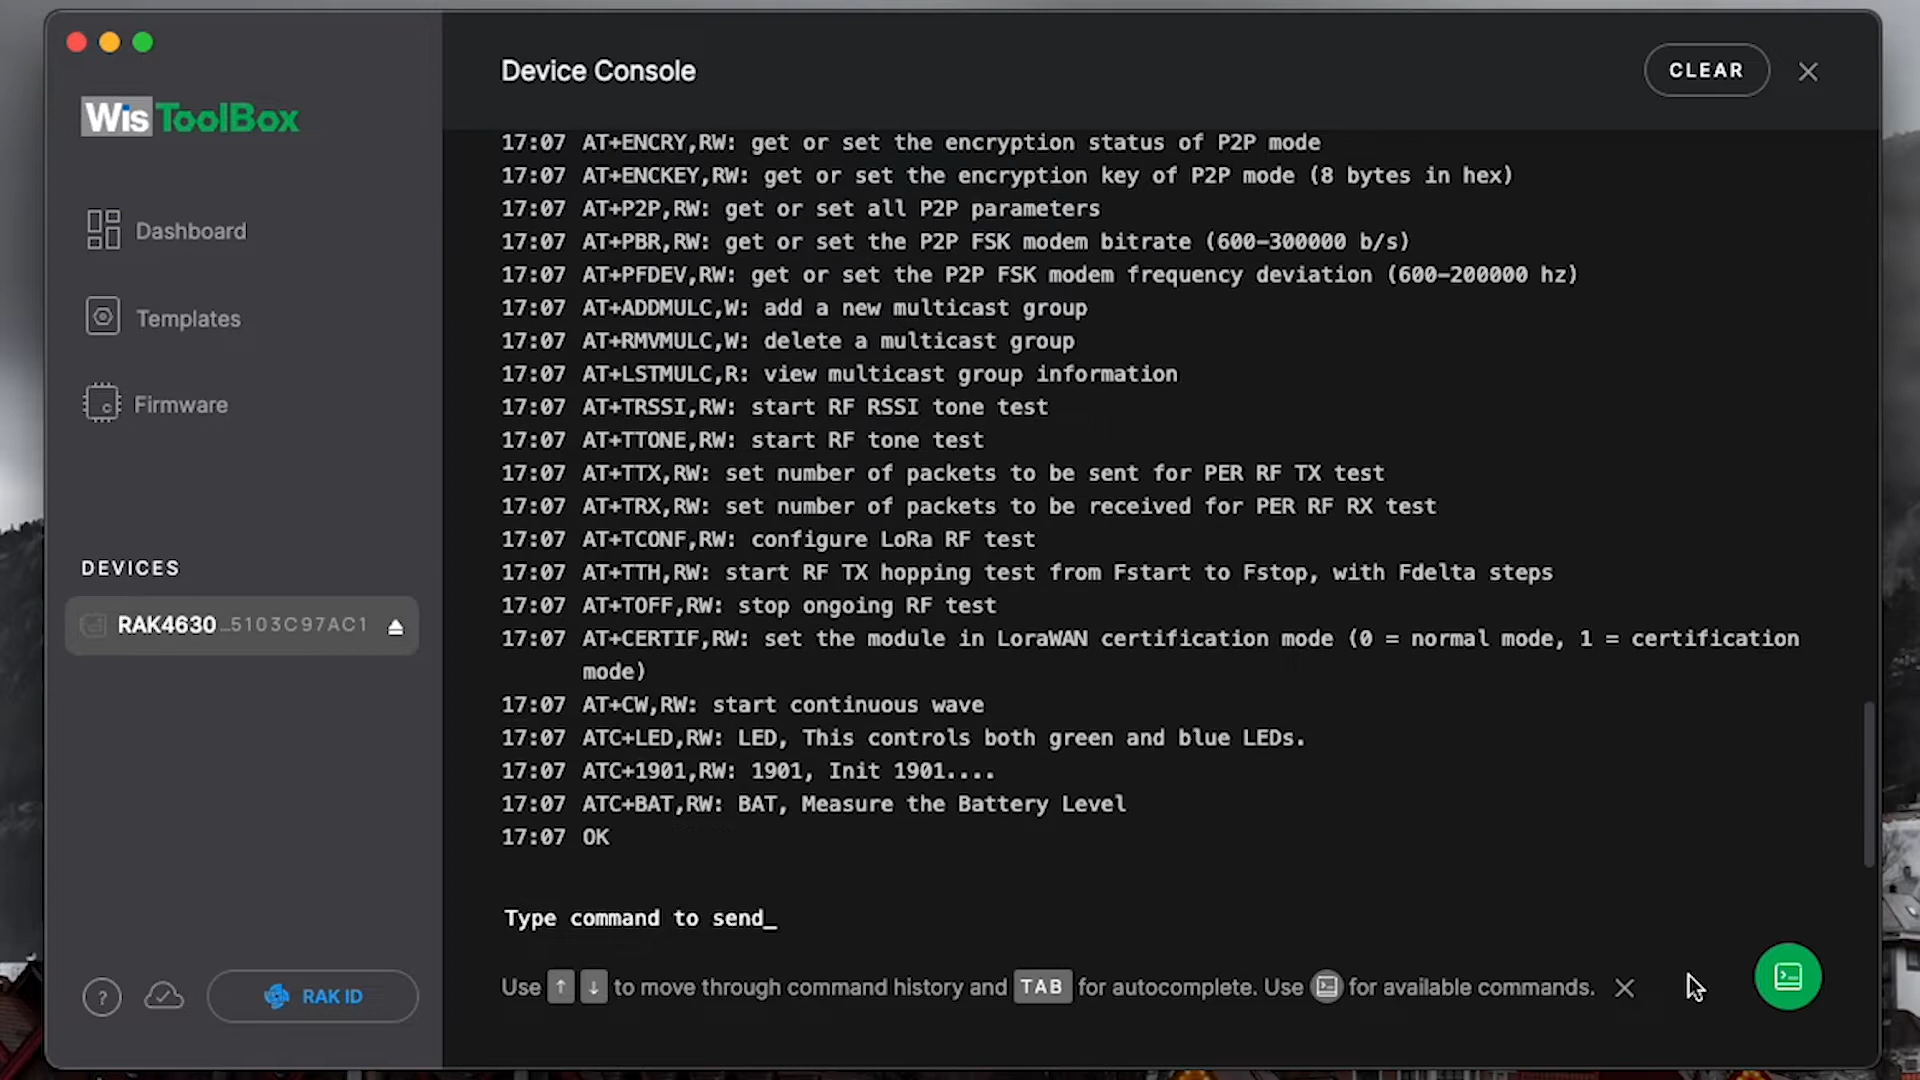 WisToolBox
Dashboard
Templates
Firmware
DEVICES
RAK4630 …5103C97AC1
?
RAK ID
Device Console
CLEAR
17:07 AT+ENCRY,RW: get or set the encryption status of P2P mode
17:07 AT+ENCKEY,RW: get or set the encryption key of P2P mode (8 bytes in hex)
17:07 AT+P2P,RW: get or set all P2P parameters
17:07 AT+PBR,RW: get or set the P2P FSK modem bitrate (600-300000 b/s)
17:07 AT+PFDEV,RW: get or set the P2P FSK modem frequency deviation (600-200000 hz)
17:07 AT+ADDMULC,W: add a new multicast group
17:07 AT+RMVMULC,W: delete a multicast group
17:07 AT+LSTMULC,R: view multicast group information
17:07 AT+TRSSI,RW: start RF RSSI tone test
17:07 AT+TTONE,RW: start RF tone test
17:07 AT+TTX,RW: set number of packets to be sent for PER RF TX test
17:07 AT+TRX,RW: set number of packets to be received for PER RF RX test
17:07 AT+TCONF,RW: configure LoRa RF test
17:07 AT+TTH,RW: start RF TX hopping test from Fstart to Fstop, with Fdelta steps
17:07 AT+TOFF,RW: stop ongoing RF test
17:07 AT+CERTIF,RW: set the module in LoraWAN certification mode (0 = normal mode, 1 = certification
mode)
17:07 AT+CW,RW: start continuous wave
17:07 ATC+LED,RW: LED, This controls both green and blue LEDs.
17:07 ATC+1901,RW: 1901, Init 1901....
17:07 ATC+BAT,RW: BAT, Measure the Battery Level
17:07 OK
Type command to send_
Use ↑ ↓ to move through command history and TAB for autocomplete. Use for available commands.